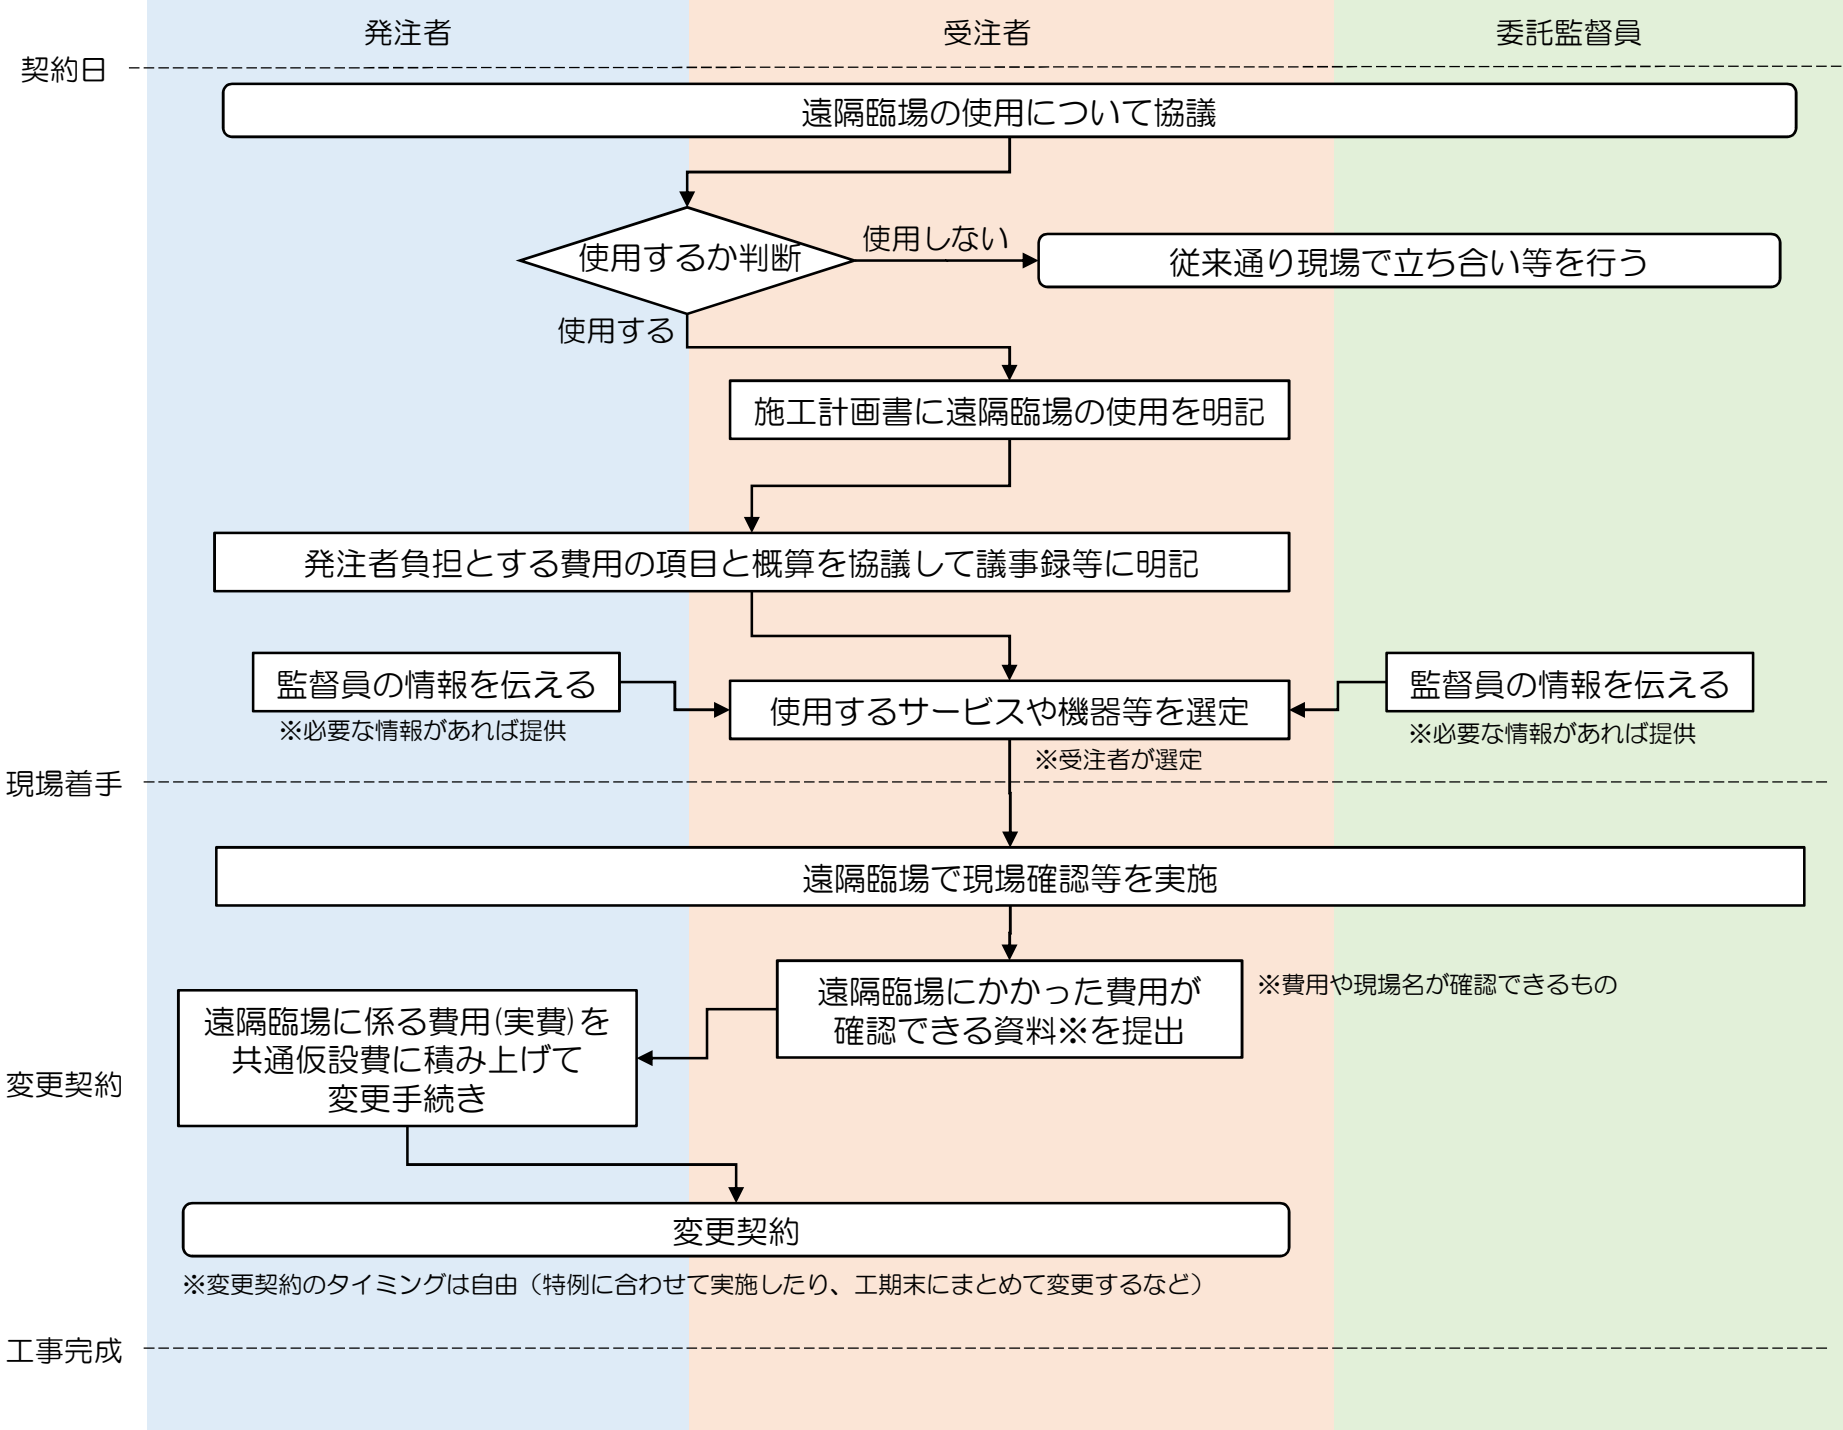 発注者
受注者
委託監督員
契約日
遠隔臨場の使用について協議
使用するか判断
使用しない
従来通り現場で立ち合い等を行う
使用する
施工計画書に遠隔臨場の使用を明記
発注者負担とする費用の項目と概算を協議して議事録等に明記
監督員の情報を伝える
※必要な情報があれば提供
使用するサービスや機器等を選定
※受注者が選定
監督員の情報を伝える
※必要な情報があれば提供
現場着手
遠隔臨場で現場確認等を実施
遠隔臨場にかかった費用が
確認できる資料※を提出
※費用や現場名が確認できるもの
遠隔臨場に係る費用(実費)を
共通仮設費に積み上げて
変更手続き
変更契約
変更契約
※変更契約のタイミングは自由（特例に合わせて実施したり、工期末にまとめて変更するなど）
工事完成